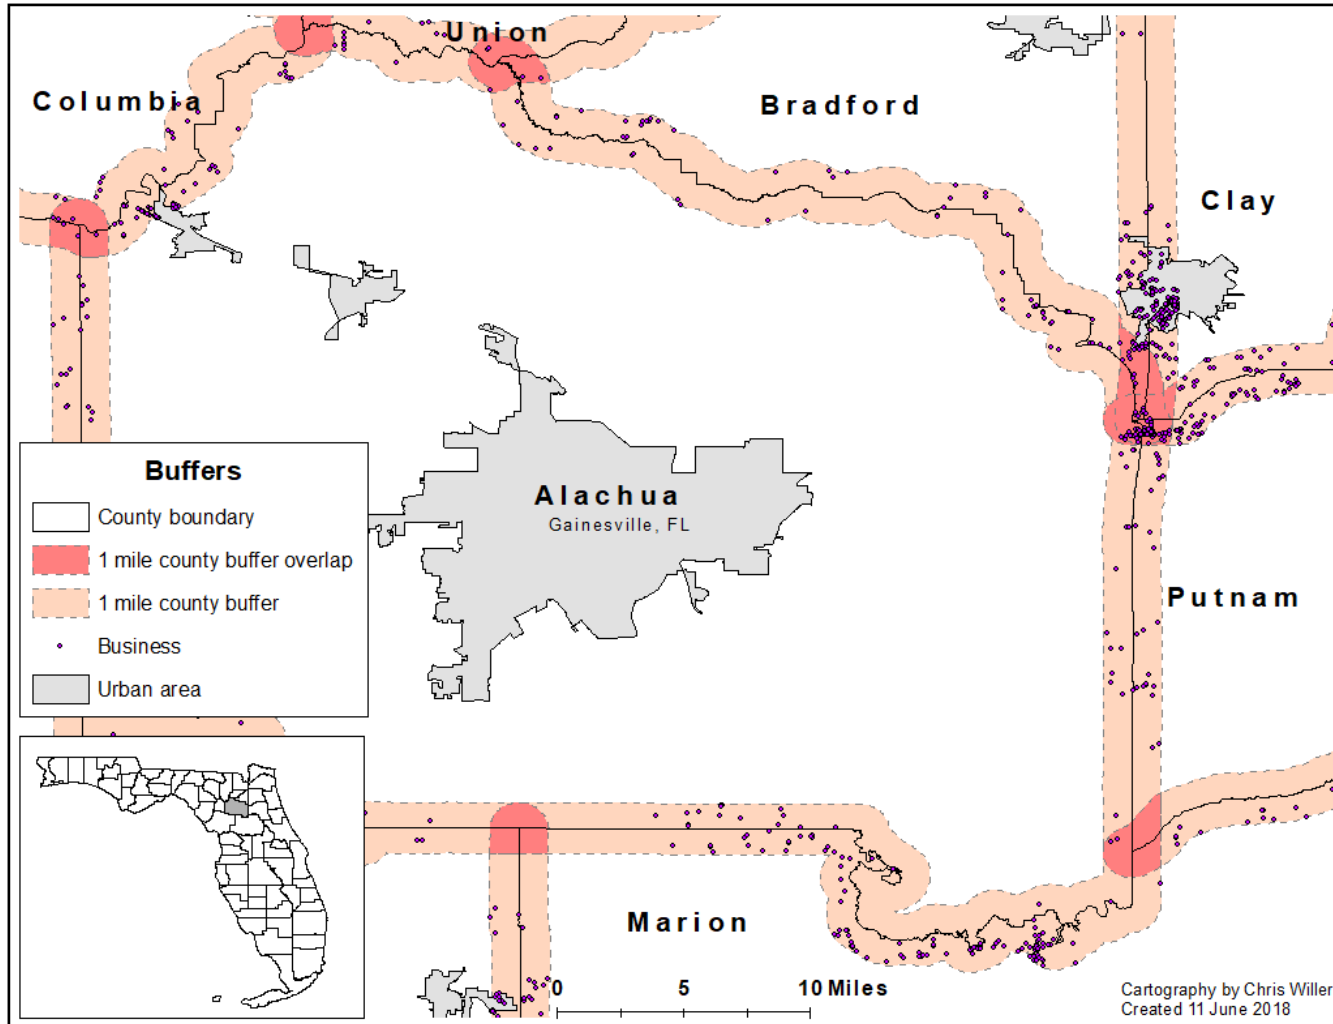 Union
Columbia
Bradford
Clay
Buffers
County boundary
1 mile county buffer overlap
1 mile county buffer
Business
Urban area
Alachua
Gainesville, FL
Putnam
Marion
0 5 10 Miles
Cartography by Chris Willer
Created 11 June 2018